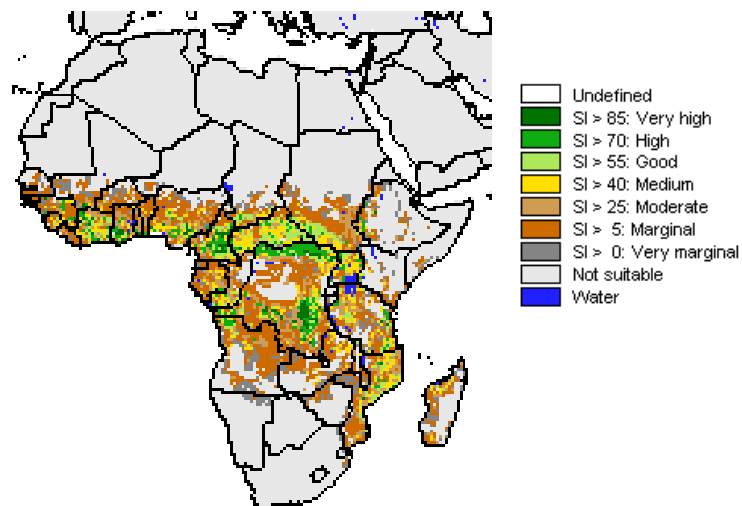 Undefined
SI > 85: Very high
SI > 70: High
SI > 55: Good
SI > 40: Medium
SI > 25: Moderate
SI > 5: Marginal
SI > 0: Very marginal
Not suitable
Water